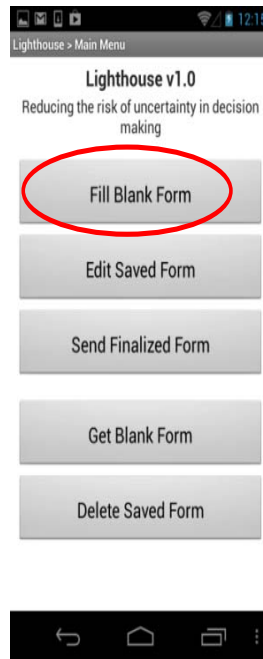 12:15
Lighthouse > Main Menu
Lighthouse v1.0
Reducing the risk of uncertainty in decision
making
Fill Blank Form
Edit Saved Form
Send Finalized Form
Get Blank Form
Delete Saved Form